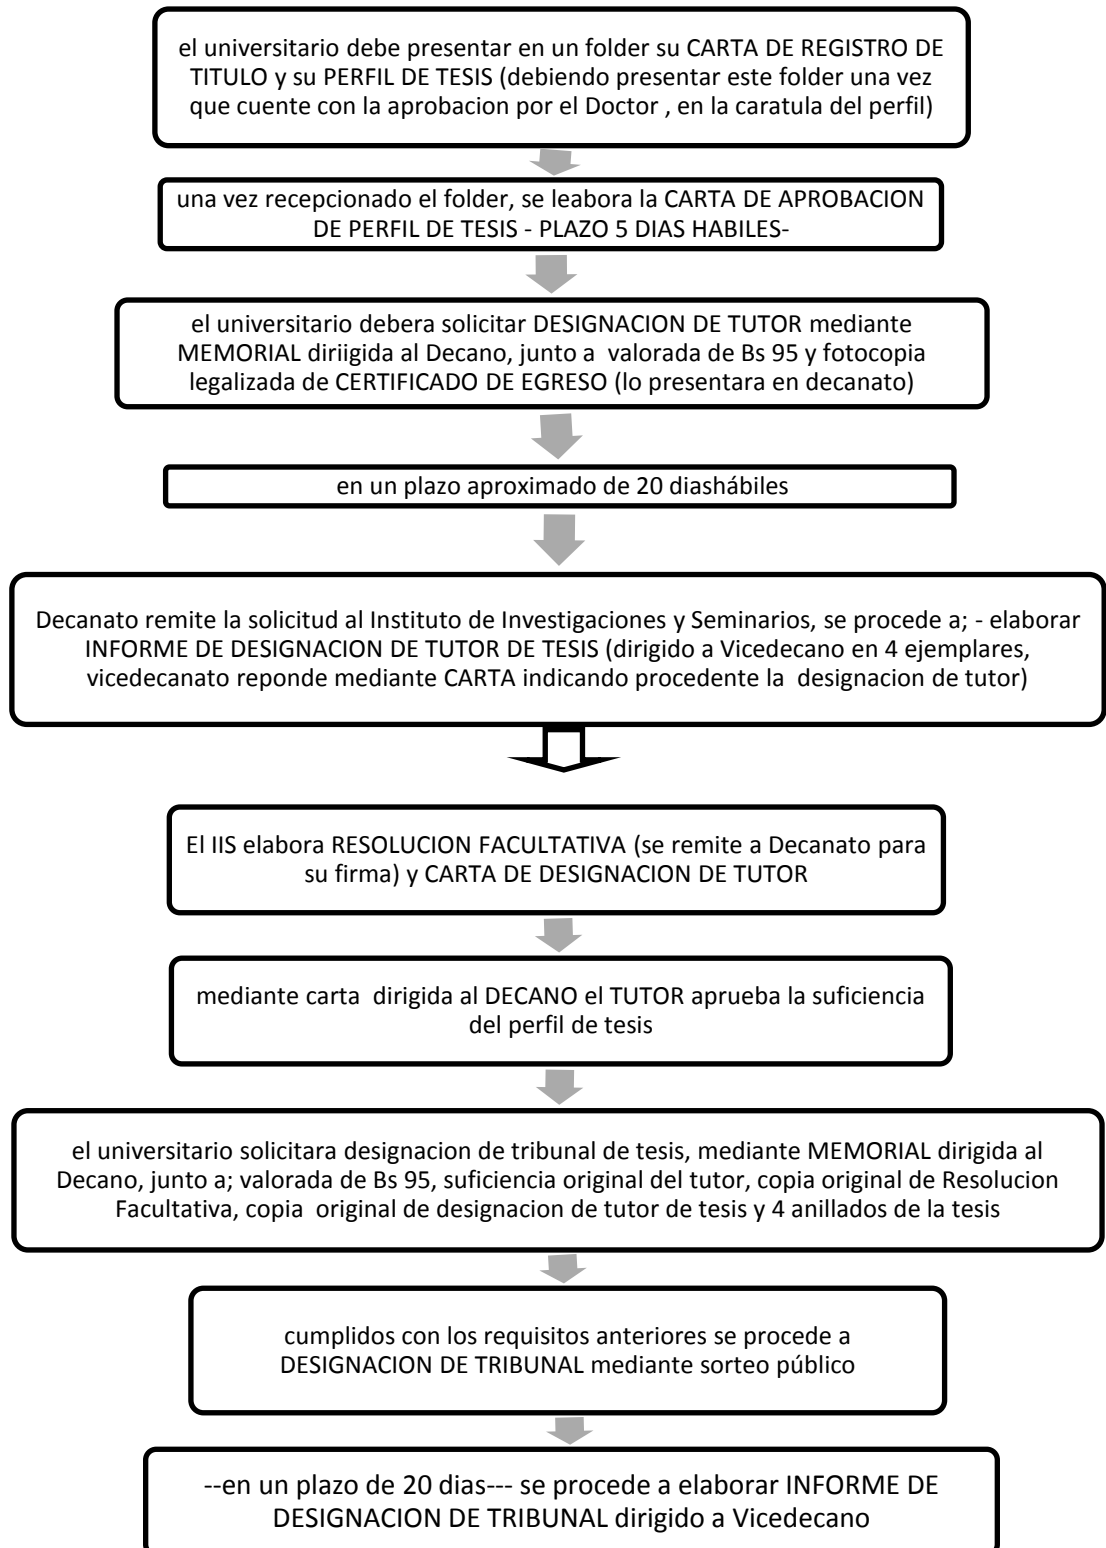 el universitario debe presentar en un folder su CARTA DE REGISTRO DE
TITULO y su PERFIL DE TESIS (debiendo presentar este folder una vez
que cuente con la aprobacion por el Doctor , en la caratula del perfil)
una vez recepcionado el folder, se leabora la CARTA DE APROBACION
DE PERFIL DE TESIS - PLAZO 5 DIAS HABILES-
el universitario debera solicitar DESIGNACION DE TUTOR mediante
MEMORIAL diriigida al Decano, junto a valorada de Bs 95 y fotocopia
legalizada de CERTIFICADO DE EGRESO (lo presentara en decanato)
en un plazo aproximado de 20 diashábiles
Decanato remite la solicitud al Instituto de Investigaciones y Seminarios, se procede a; - elaborar
INFORME DE DESIGNACION DE TUTOR DE TESIS (dirigido a Vicedecano en 4 ejemplares,
vicedecanato reponde mediante CARTA indicando procedente la designacion de tutor)
El IIS elabora RESOLUCION FACULTATIVA (se remite a Decanato para
su firma) y CARTA DE DESIGNACION DE TUTOR
mediante carta dirigida al DECANO el TUTOR aprueba la suficiencia
del perfil de tesis
el universitario solicitara designacion de tribunal de tesis, mediante MEMORIAL dirigida al
Decano, junto a; valorada de Bs 95, suficiencia original del tutor, copia original de Resolucion
Facultativa, copia original de designacion de tutor de tesis y 4 anillados de la tesis
cumplidos con los requisitos anteriores se procede a
DESIGNACION DE TRIBUNAL mediante sorteo público
--en un plazo de 20 dias--- se procede a elaborar INFORME DE
DESIGNACION DE TRIBUNAL dirigido a Vicedecano